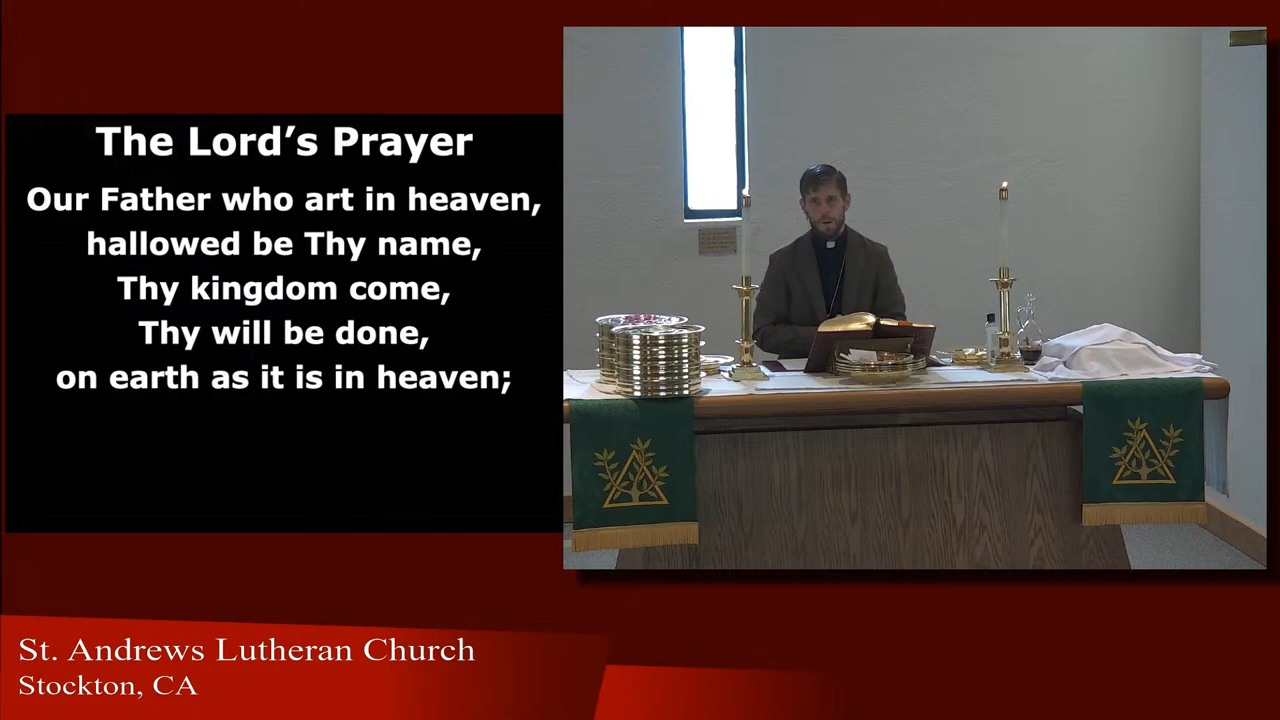 The Lord’s Prayer
Our Father who art in heaven,
hallowed be Thy name,
Thy kingdom come,
Thy will be done,
on earth as it is in heaven;
St. Andrews Lutheran Church
Stockton, CA